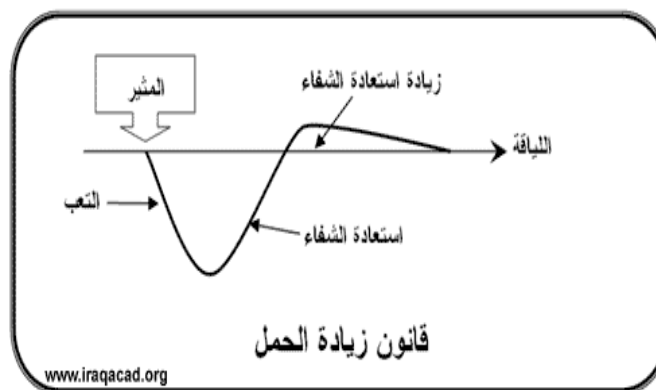 المثير
زيادة استعادة الشفاء
اللياقة
التعب
استعادة الشفاء
قانون زيادة الحمل
www.iraqacad.org